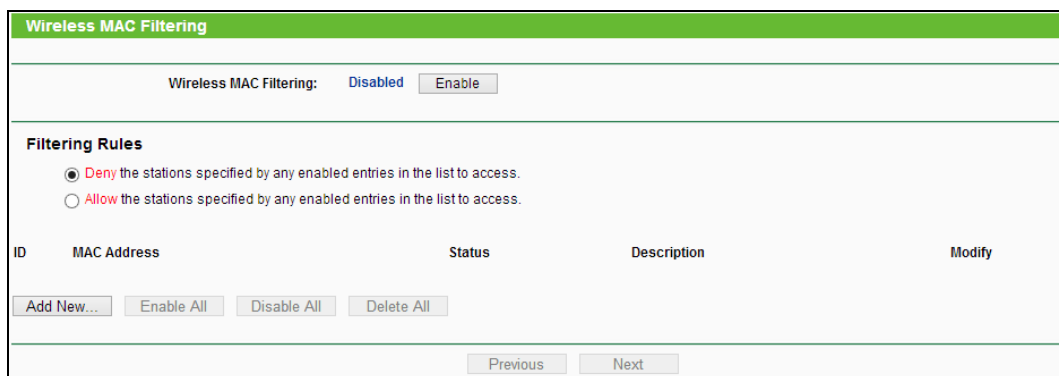 Wireless MAC Filtering
Wireless MAC Filtering: Disabled Enable
Filtering Rules
Deny the stations specified by any enabled entries in the list to access.
Allow the stations specified by any enabled entries in the list to access.
ID MAC Address Status Description Modify
Add New... Enable All Disable All Delete All
Previous Next